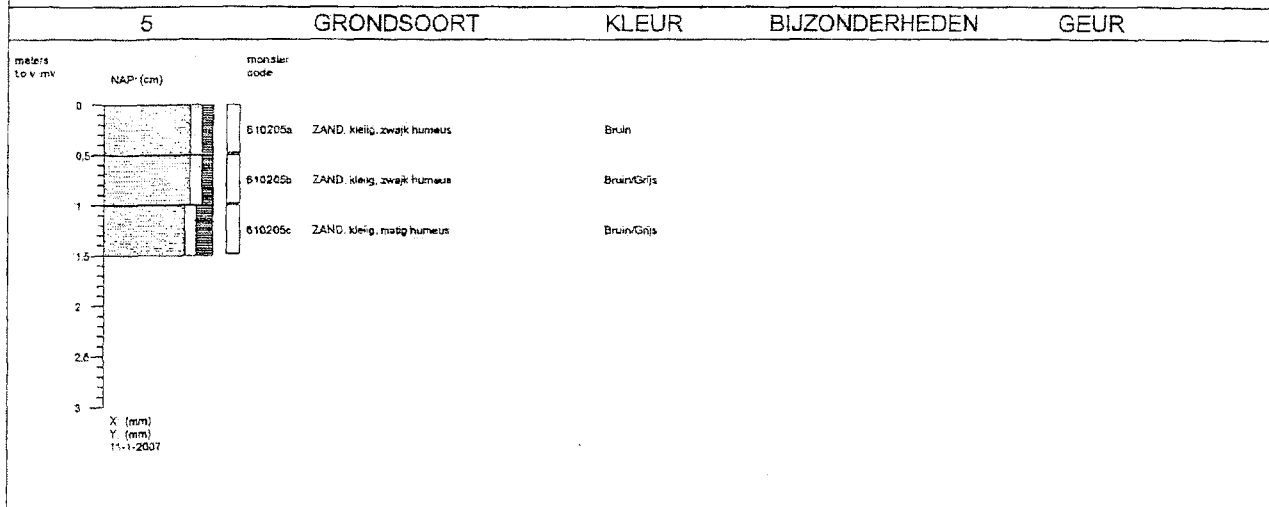 5 GRONDSOORT KLEUR BIJZONDERHEDEN GEUR
meters monster
t.o.v. mv code
NAP: (cm)
0
610205a ZAND, kleiig, zwak humeus Bruin
0,5
610205b ZAND, kleiig, zwak humeus Bruin/Grijs
1
610205c ZAND, kleiig, matig humeus Bruin/Grijs
1,5
2
2,5
3
X: (mm)
Y: (mm)
11-1-2007